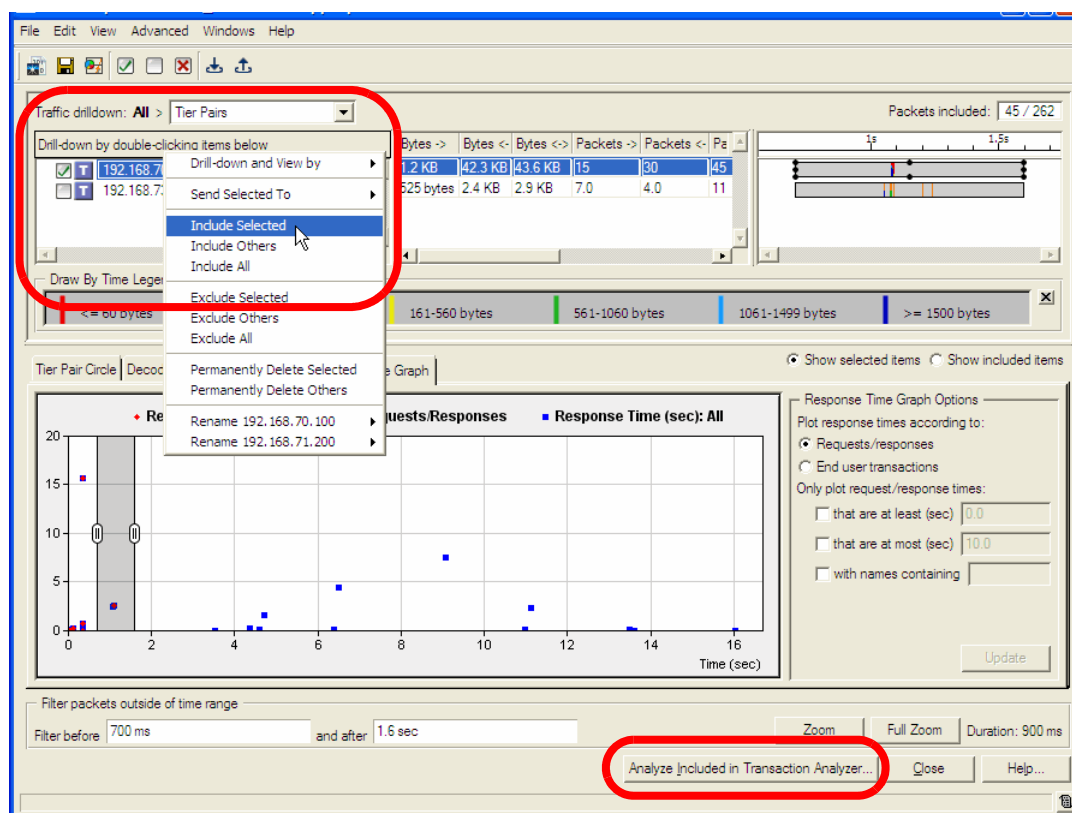 File Edit View Advanced Windows Help
Traffic drilldown: All > Tier Pairs
Packets included: 45 / 262
Drill-down by double-clicking items below
Bytes -> Bytes <- Bytes <-> Packets -> Packets <- Pa
1s 1.5s
192.168.70
1.2 KB 42.3 KB 43.6 KB 15 30 45
192.168.7
525 bytes 2.4 KB 2.9 KB 7.0 4.0 11
Drill-down and View by
Send Selected To
Include Selected
Include Others
Include All
Exclude Selected
Exclude Others
Exclude All
Permanently Delete Selected
Permanently Delete Others
Rename 192.168.70.100
Rename 192.168.71.200
Draw By Time Lege
<= 60 bytes 161-560 bytes 561-1060 bytes 1061-1499 bytes >= 1500 bytes
Show selected items Show included items
Tier Pair Circle Decod e Graph
Re quests/Responses Response Time (sec): All
20
15
10
5
0
0 2 4 6 8 10 12 14 16
Time (sec)
Response Time Graph Options
Plot response times according to:
Requests/responses
End user transactions
Only plot request/response times:
that are at least (sec) 0.0
that are at most (sec) 10.0
with names containing
Update
Filter packets outside of time range
Filter before 700 ms and after 1.6 sec
Zoom Full Zoom Duration: 900 ms
Analyze Included in Transaction Analyzer... Close Help...